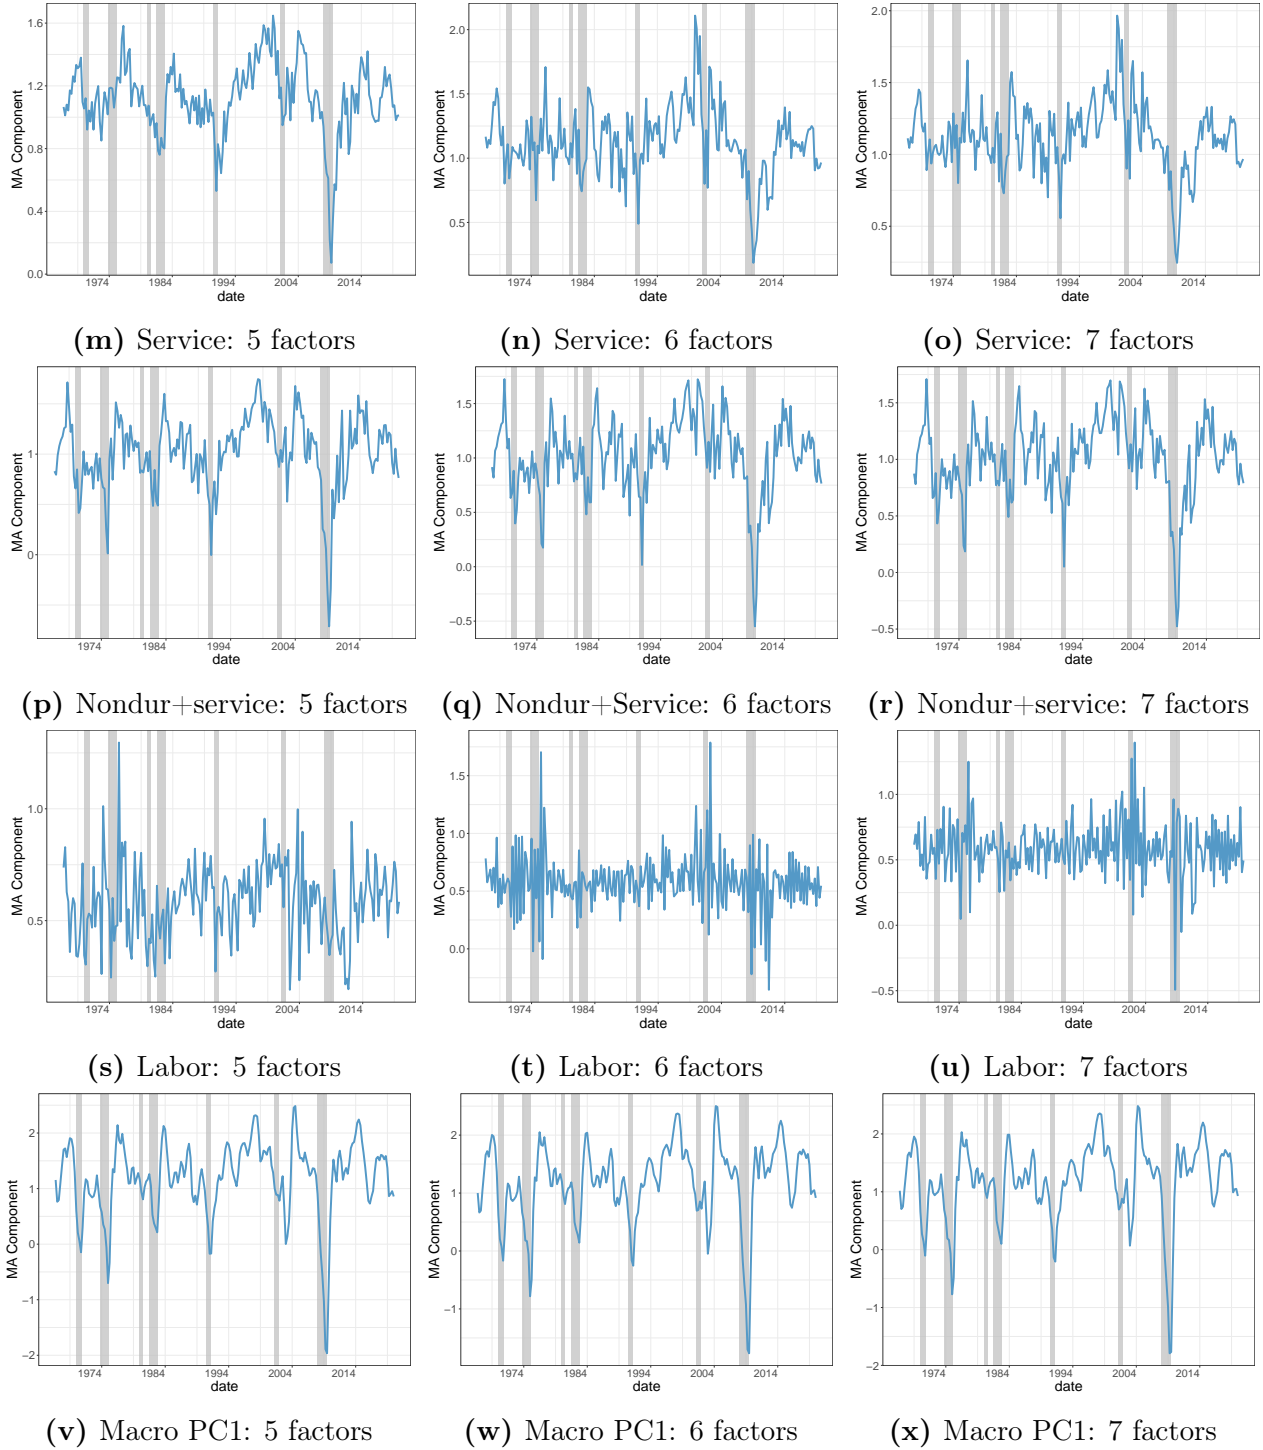 MA Component
1.6
1.2
0.8
0.4
0.0
1974 1984 1994 2004 2014
date
MA Component
2.0
1.5
1.0
0.5
1974 1984 1994 2004 2014
date
MA Component
2.0
1.5
1.0
0.5
1974 1984 1994 2004 2014
date
(m) Service: 5 factors
(n) Service: 6 factors
(o) Service: 7 factors
MA Component
1
0
1974 1984 1994 2004 2014
date
MA Component
1.5
1.0
0.5
0.0
−0.5
1974 1984 1994 2004 2014
date
MA Component
1.5
1.0
0.5
0.0
−0.5
1974 1984 1994 2004 2014
date
(p) Nondur+service: 5 factors
(q) Nondur+Service: 6 factors
(r) Nondur+service: 7 factors
MA Component
1.0
0.5
1974 1984 1994 2004 2014
date
MA Component
1.5
1.0
0.5
0.0
1974 1984 1994 2004 2014
date
MA Component
1.0
0.5
0.0
−0.5
1974 1984 1994 2004 2014
date
(s) Labor: 5 factors
(t) Labor: 6 factors
(u) Labor: 7 factors
MA Component
2
1
0
−1
−2
1974 1984 1994 2004 2014
date
MA Component
2
1
0
−1
1974 1984 1994 2004 2014
date
MA Component
2
1
0
−1
−2
1974 1984 1994 2004 2014
date
(v) Macro PC1: 5 factors
(w) Macro PC1: 6 factors
(x) Macro PC1: 7 factors